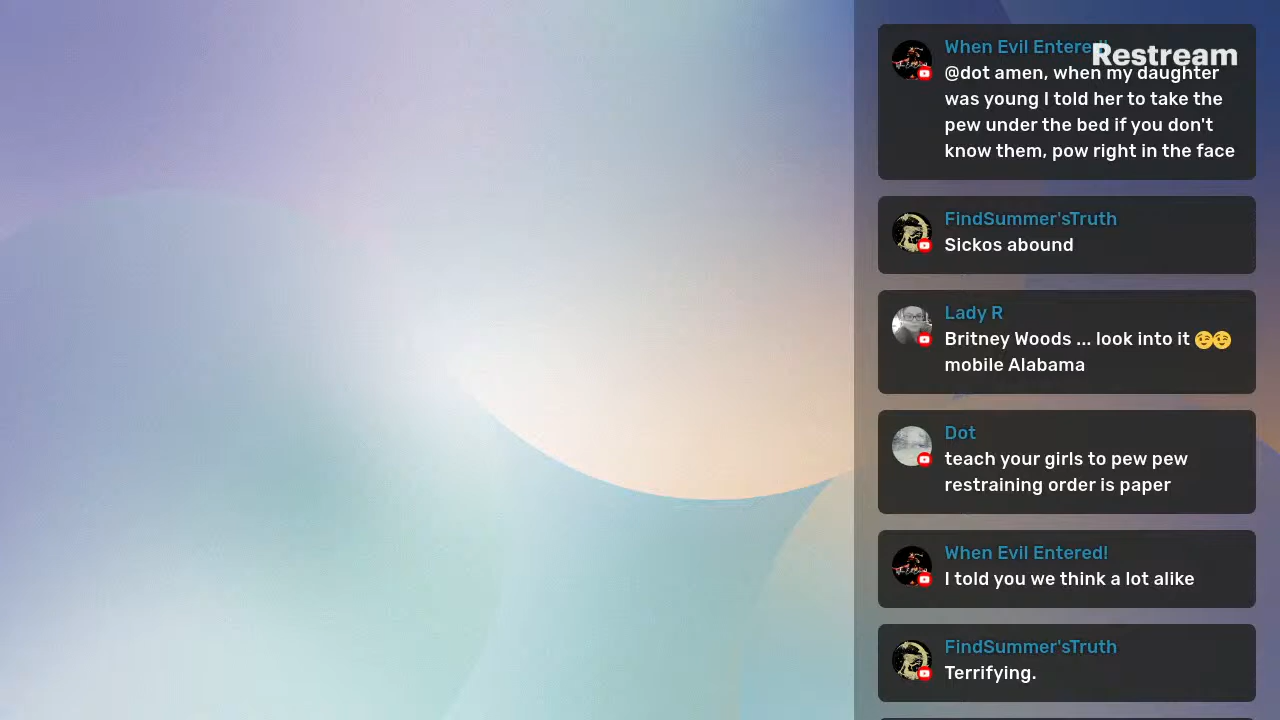 When Evil Entered!
Restream
@dot amen, when my daughter
was young I told her to take the
pew under the bed if you don't
know them, pow right in the face
FindSummer'sTruth
Sickos abound
Lady R
Britney Woods ... look into it 😉😉
mobile Alabama
Dot
teach your girls to pew pew
restraining order is paper
When Evil Entered!
I told you we think a lot alike
FindSummer'sTruth
Terrifying.